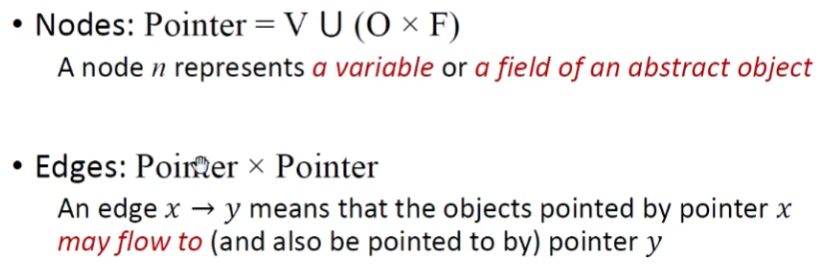 • Nodes: Pointer = V ⋃ (O × F)
A node n represents a variable or a field of an abstract object
• Edges: Pointer × Pointer
An edge x → y means that the objects pointed by pointer x
may flow to (and also be pointed to by) pointer y